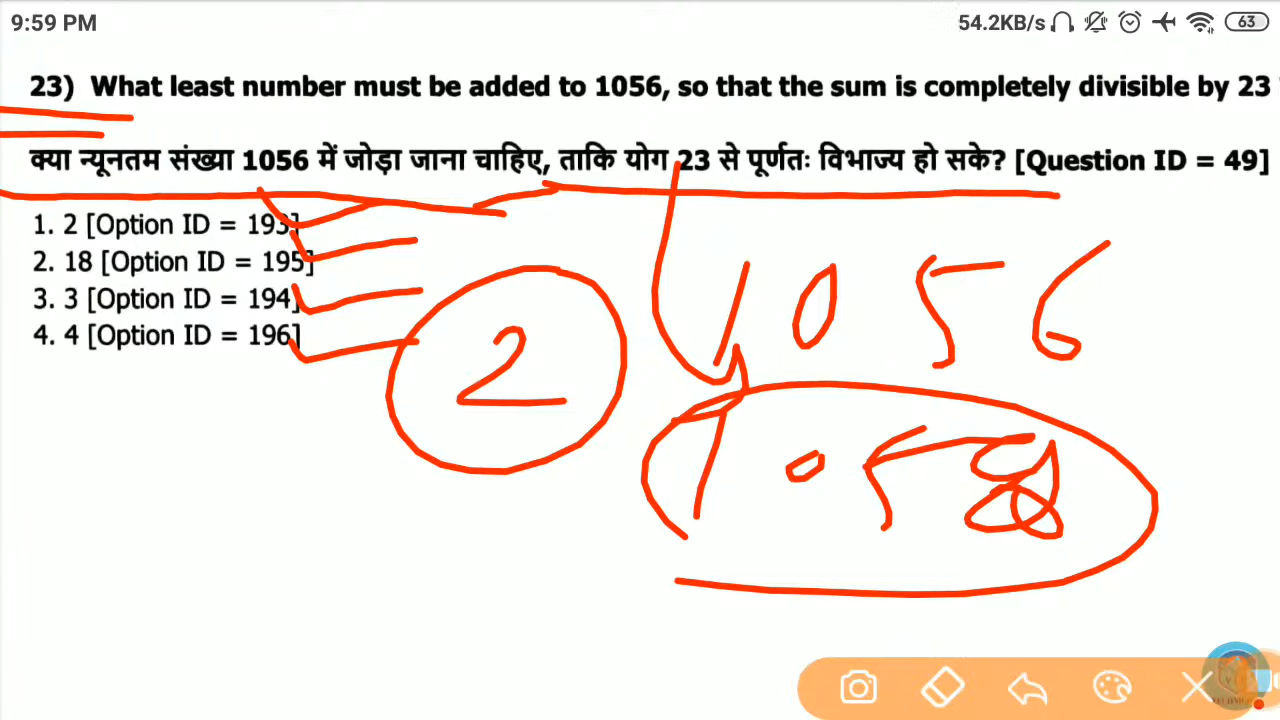 9:59 PM 54.2KB/s 63
23) What least number must be added to 1056, so that the sum is completely divisible by 23
क्या न्यूनतम संख्या 1056 में जोड़ा जाना चाहिए, ताकि योग 23 से पूर्णतः विभाज्य हो सके? [Question ID = 49]
1. 2 [Option ID = 193]
2. 18 [Option ID = 195]
3. 3 [Option ID = 194]
4. 4 [Option ID = 196]
1056
2
1058